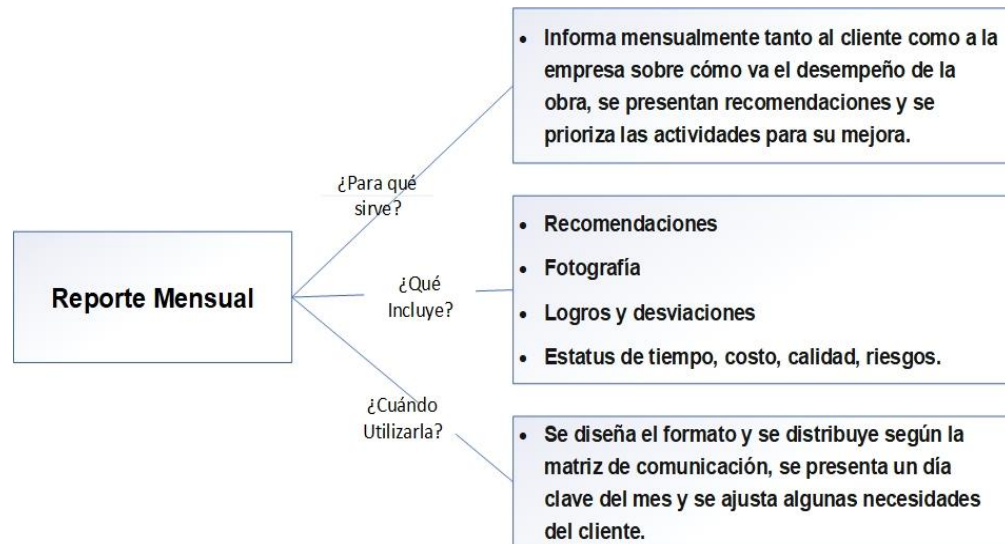 • Informa mensualmente tanto al cliente como a la
empresa sobre cómo va el desempeño de la
obra, se presentan recomendaciones y se
prioriza las actividades para su mejora.
¿Para qué
sirve?
Reporte Mensual
¿Qué
Incluye?
• Recomendaciones
• Fotografía
• Logros y desviaciones
• Estatus de tiempo, costo, calidad, riesgos.
¿Cuándo
Utilizarla?
• Se diseña el formato y se distribuye según la
matriz de comunicación, se presenta un día
clave del mes y se ajusta algunas necesidades
del cliente.